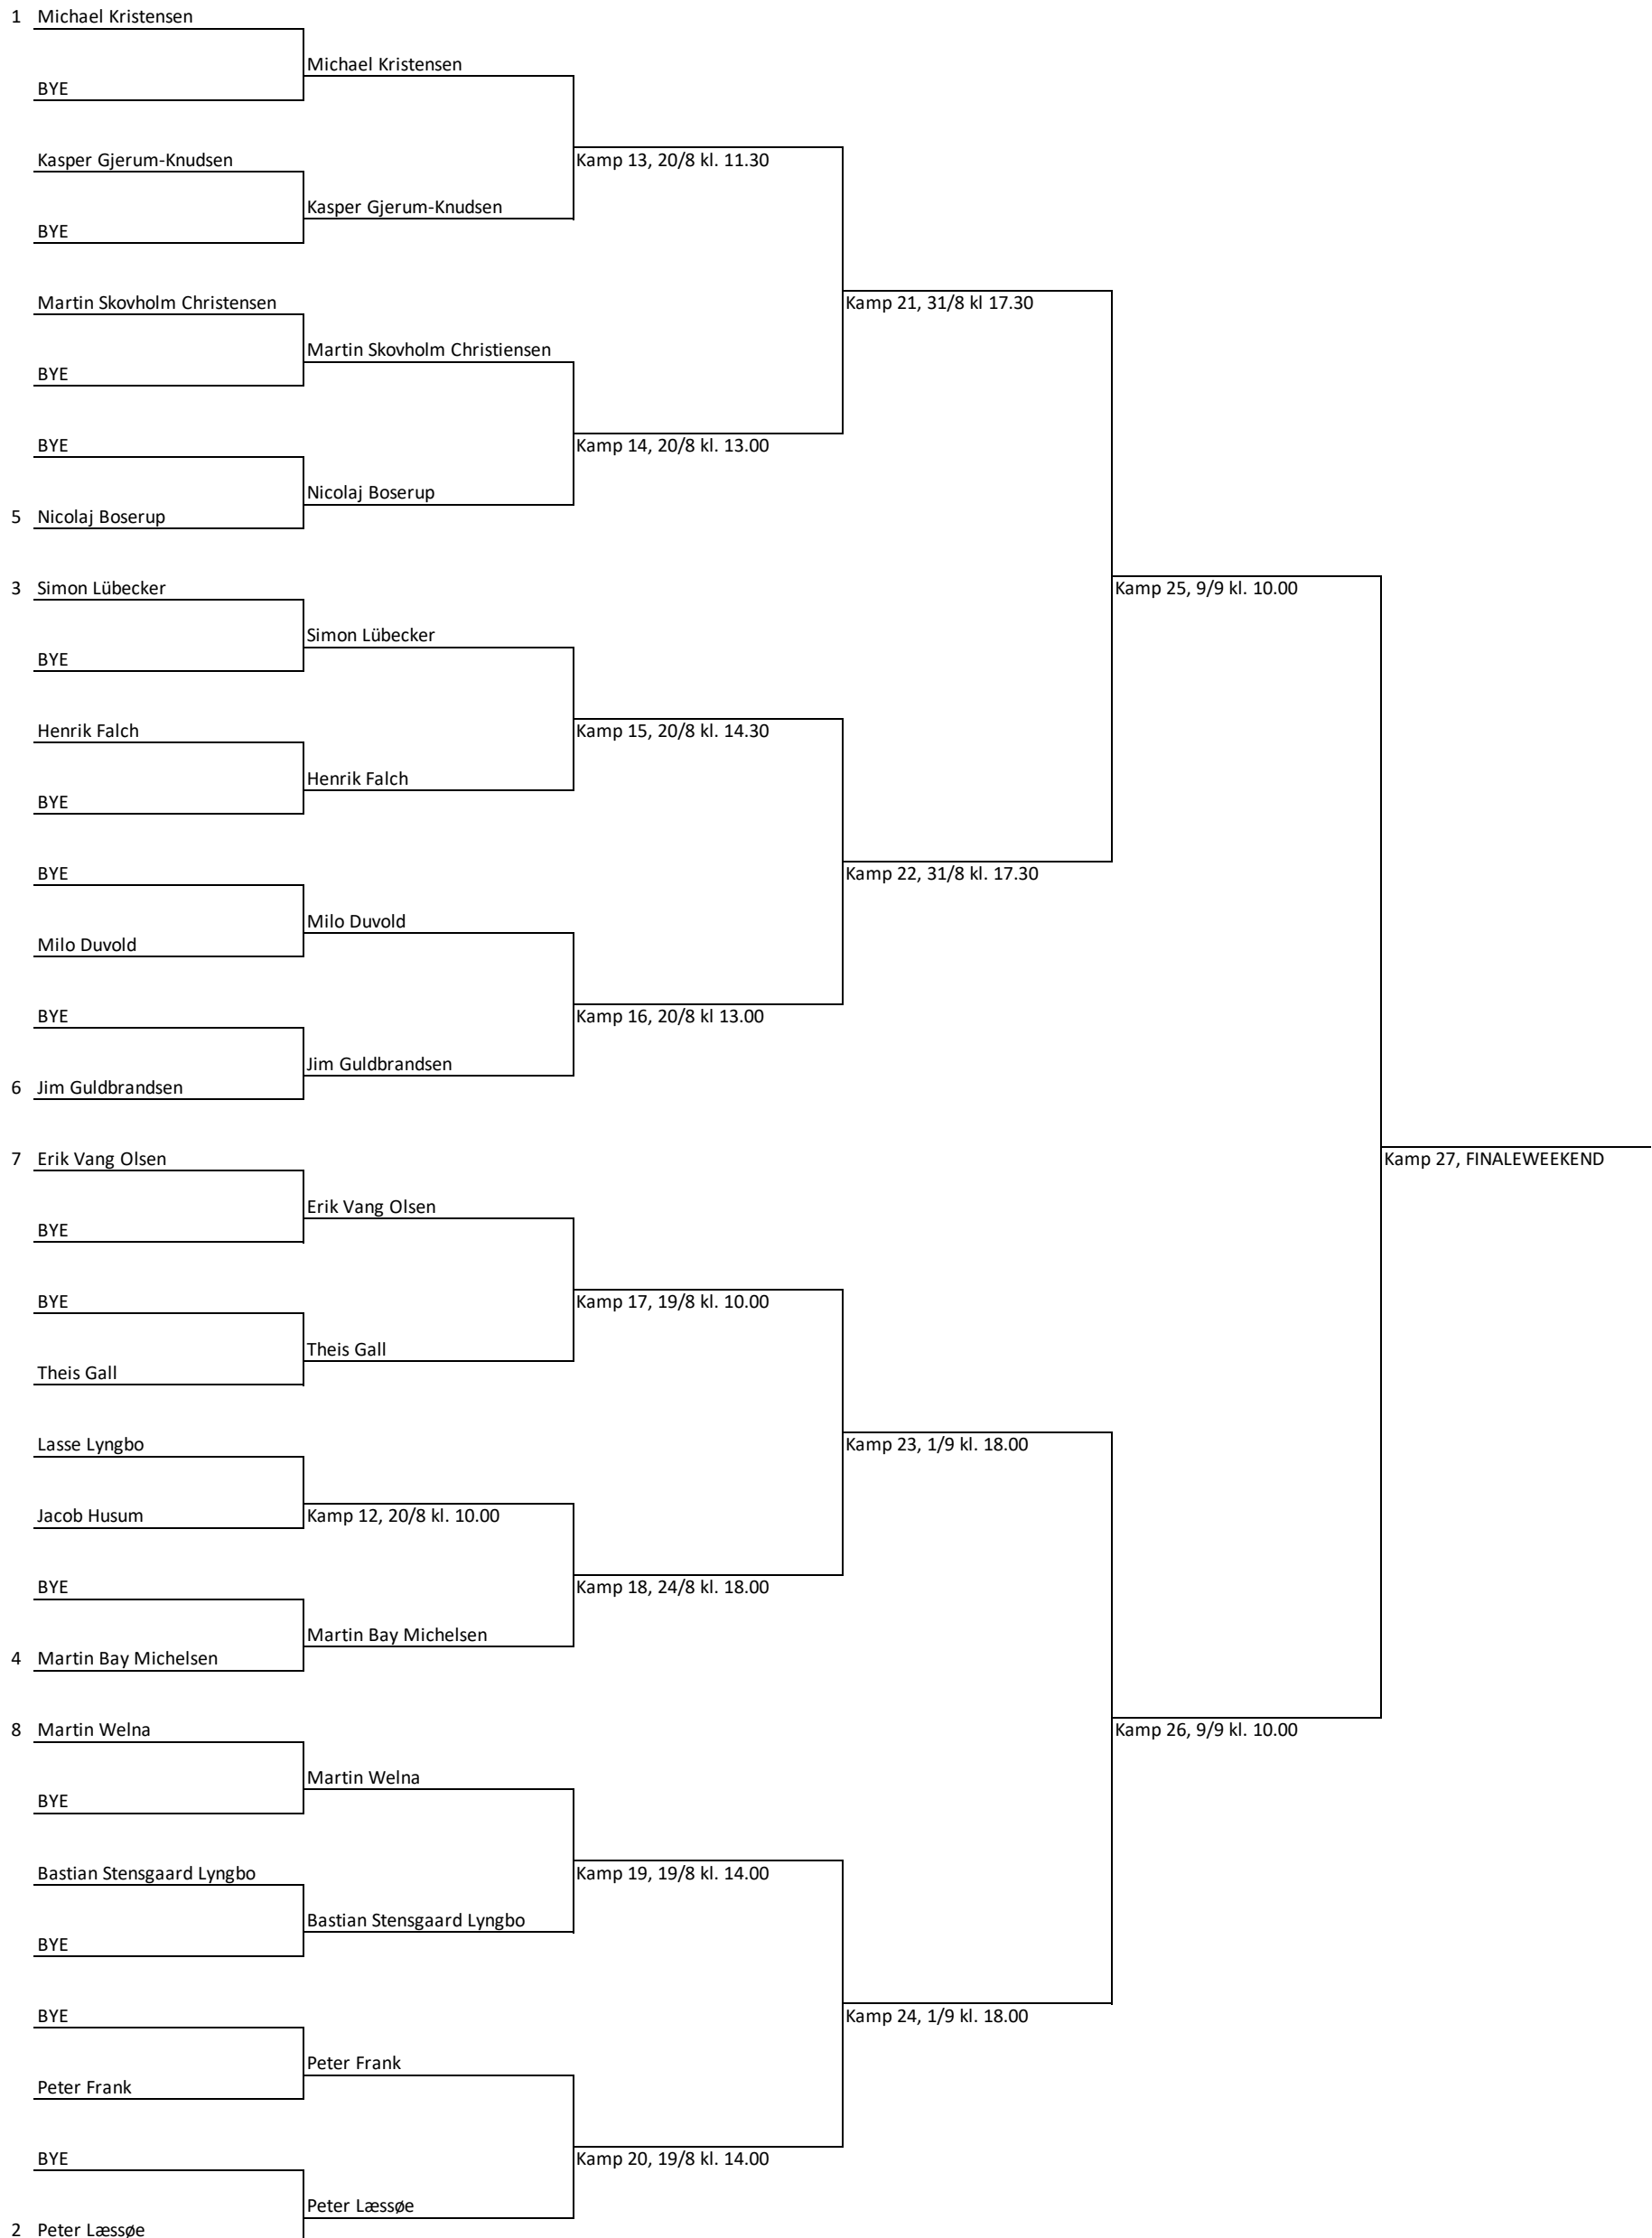 1 Michael Kristensen
Michael Kristensen
BYE
Kasper Gjerum-Knudsen
Kamp 13, 20/8 kl. 11.30
Kasper Gjerum-Knudsen
BYE
Martin Skovholm Christensen
Kamp 21, 31/8 kl 17.30
Martin Skovholm Christiensen
BYE
BYE
Kamp 14, 20/8 kl. 13.00
Nicolaj Boserup
5 Nicolaj Boserup
3 Simon Lübecker
Kamp 25, 9/9 kl. 10.00
Simon Lübecker
BYE
Henrik Falch
Kamp 15, 20/8 kl. 14.30
Henrik Falch
BYE
BYE
Kamp 22, 31/8 kl. 17.30
Milo Duvold
Milo Duvold
BYE
Kamp 16, 20/8 kl 13.00
Jim Guldbrandsen
6 Jim Guldbrandsen
7 Erik Vang Olsen
Kamp 27, FINALEWEEKEND
Erik Vang Olsen
BYE
BYE
Kamp 17, 19/8 kl. 10.00
Theis Gall
Theis Gall
Lasse Lyngbo
Kamp 23, 1/9 kl. 18.00
Jacob Husum
Kamp 12, 20/8 kl. 10.00
BYE
Kamp 18, 24/8 kl. 18.00
Martin Bay Michelsen
4 Martin Bay Michelsen
8 Martin Welna
Kamp 26, 9/9 kl. 10.00
Martin Welna
BYE
Bastian Stensgaard Lyngbo
Kamp 19, 19/8 kl. 14.00
Bastian Stensgaard Lyngbo
BYE
BYE
Kamp 24, 1/9 kl. 18.00
Peter Frank
Peter Frank
BYE
Kamp 20, 19/8 kl. 14.00
Peter Læssøe
2 Peter Læssøe